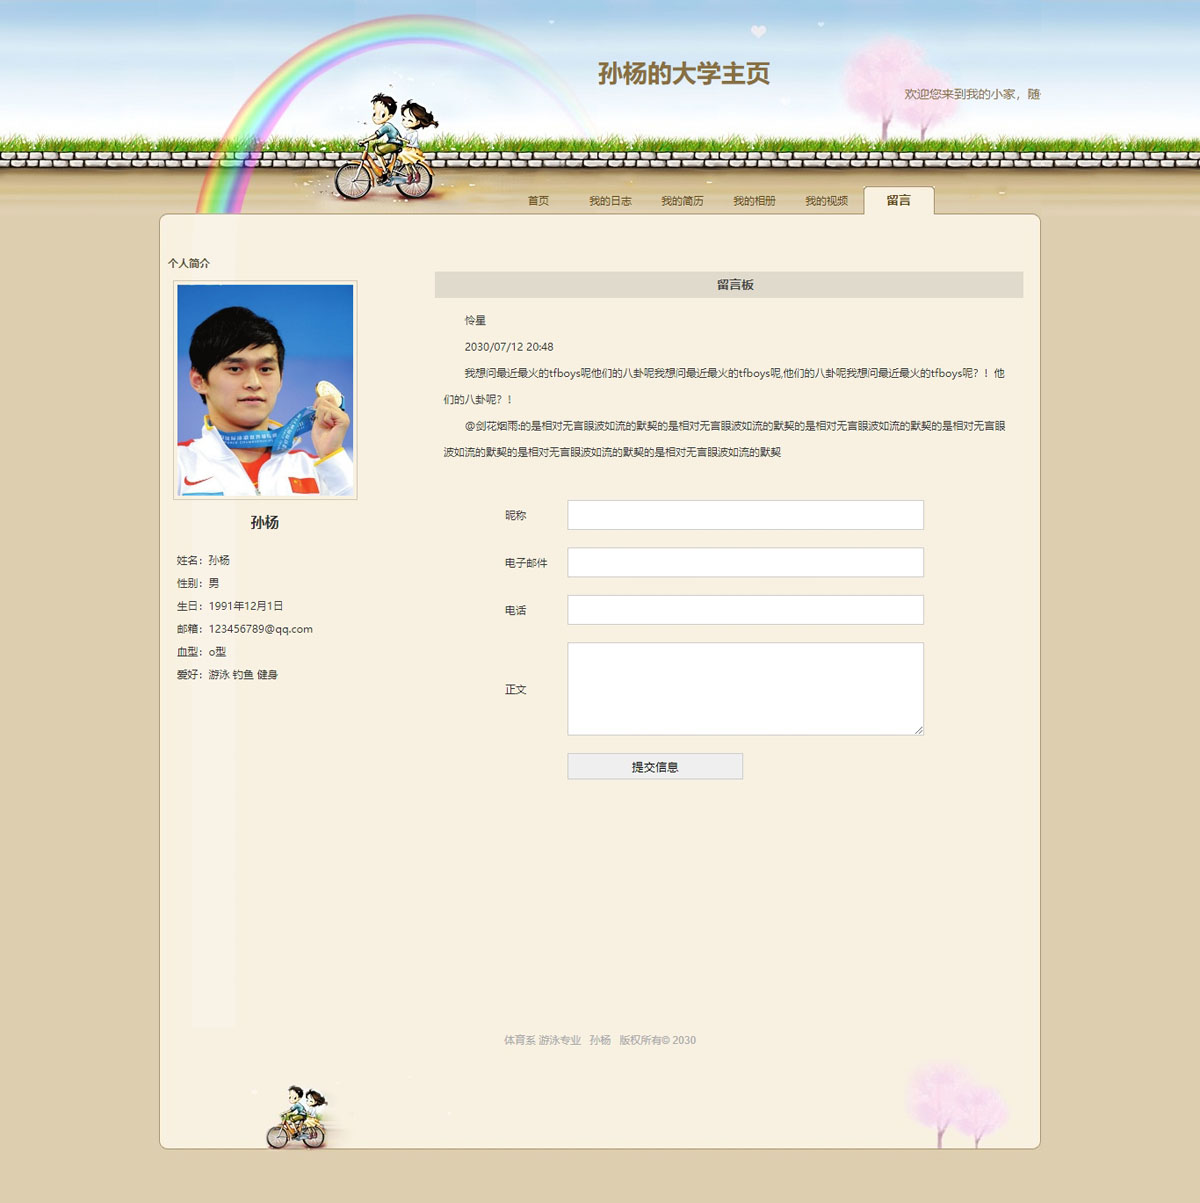 孙杨的大学主页
欢迎您来到我的小家，随
首页
我的日志
我的简历
我的相册
我的视频
留言
个人简介
孙杨
姓名：孙杨
性别：男
生日：1991年12月1日
邮箱：123456789@qq.com
血型：o型
爱好：游泳 钓鱼 健身
留言板
怜星
2030/07/12 20:48
我想问最近最火的tfboys呢他们的八卦呢我想问最近最火的tfboys呢,他们的八卦呢我想问最近最火的tfboys呢？！他
们的八卦呢？！
@剑花烟雨:的是相对无言眼波如流的默契的是相对无言眼波如流的默契的是相对无言眼波如流的默契的是相对无言眼
波如流的默契的是相对无言眼波如流的默契的是相对无言眼波如流的默契
昵称
电子邮件
电话
正文
提交信息
体育系 游泳专业 孙杨 版权所有© 2030